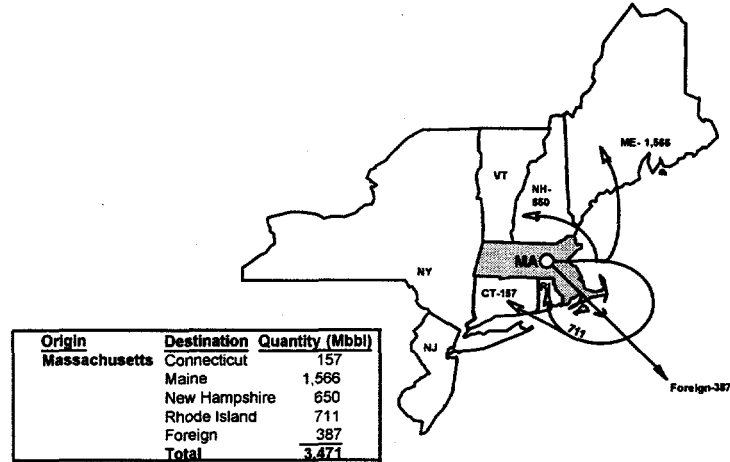 ME- 1,566
VT
NH-
650
MA
NY
CT-157
RI
711
NJ
Foreign-387
Origin Destination Quantity (Mbbl)
Massachusetts Connecticut 157
Maine 1,566
New Hampshire 650
Rhode Island 711
Foreign 387
Total 3,471